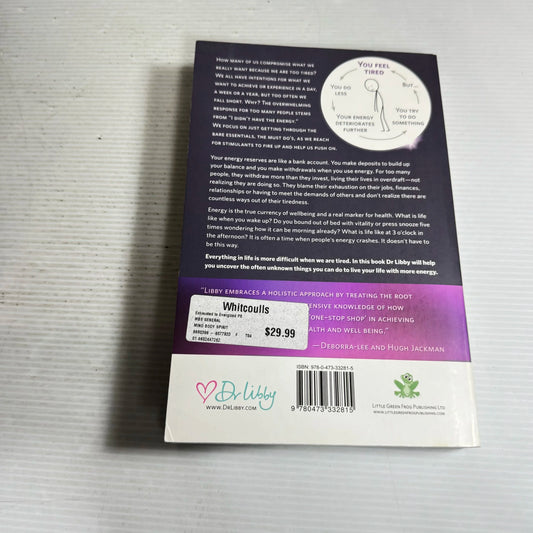 How many of us compromise what we
really want because we are too tired?
We all have intentions for what we
want to achieve or experience in a day,
a week or a year, but too often we
fall short. Why? The overwhelming
response for too many people stems
from "I didn't have the energy."
We focus on just getting through the
bare essentials, the must do's, as we reach
for stimulants to fire up and help us push on.
You feel
tired
But...
You try
to do
something
Your energy
deteriorates
further
You do
less
Your energy reserves are like a bank account. You make deposits to build up
your balance and you make withdrawals when you use energy. For too many
people, they withdraw more than they invest, living their lives in overdraft—not
realizing they are doing so. They blame their exhaustion on their jobs, finances,
relationships or having to meet the demands of others and don't realize there are
countless ways out of their tiredness.
Energy is the true currency of wellbeing and a real marker for health. What is life
like when you wake up? Do you bound out of bed with vitality or press snooze five
times wondering how it can be morning already? What is life like at 3 o'clock in
the afternoon? It is often a time when people's energy crashes. It doesn't have to
be this way.
Everything in life is more difficult when we are tired. In this book Dr Libby will help
you uncover the often unknown things you can do to live your life with more energy.
"Libby embraces a holistic approach by treating the root
ensive knowledge of how
'one-stop shop' in achieving
alth and well being."
— Deborra-lee and Hugh Jackman
Whitcoulls
Exhausted to Energized PB
MBS GENERAL
MIND BODY SPIRIT
$29.99
Dr Libby
www.DrLibby.com
ISBN: 978-0-473-33281-5
9 780473 332815
Little Green Frog Publishing Ltd
www.littlegreenfrogpublishing.com